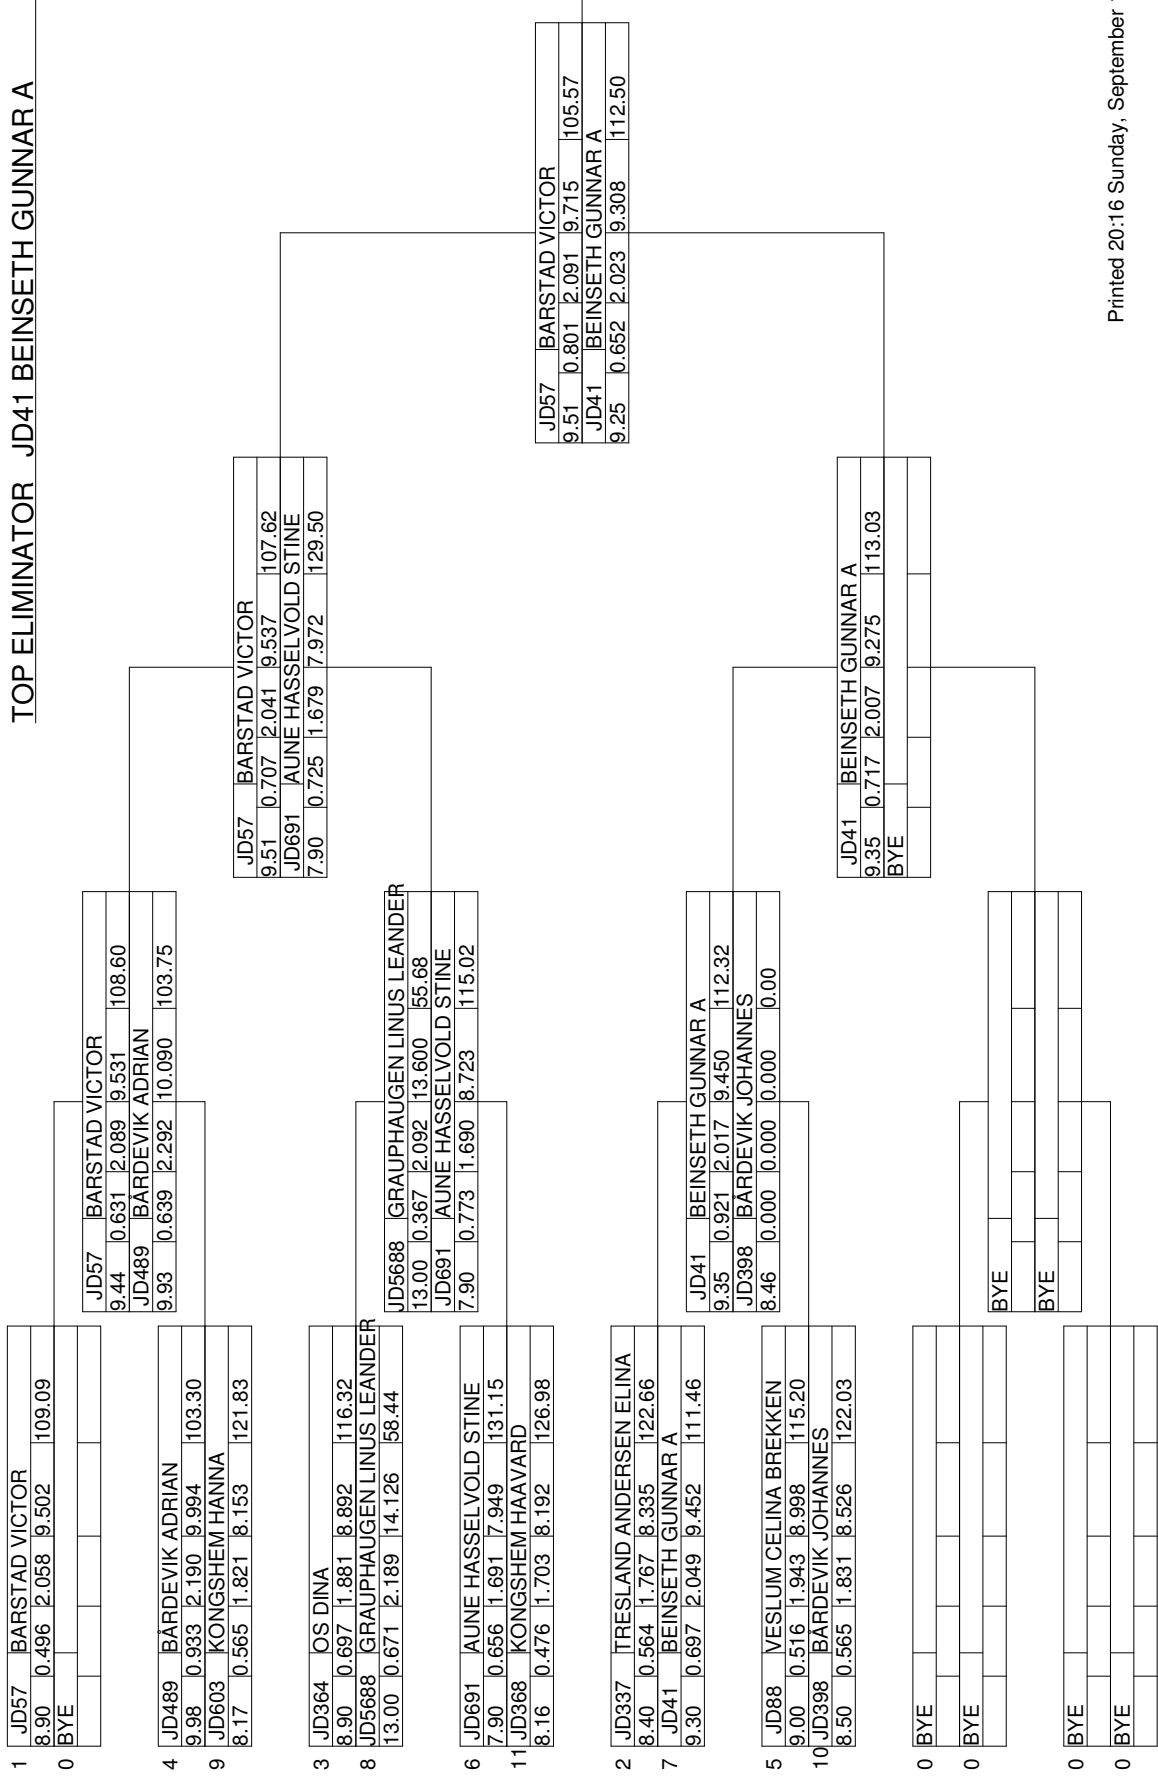 TOP ELIMINATOR JD41 BEINSETH GUNNAR A
1 JD57 BARSTAD VICTOR
8.90 0.496 2.058 9.502 109.09
0 BYE
4 JD489 BÅRDEVIK ADRIAN
9.98 0.933 2.190 9.994 103.30
9 JD603 KONGSHEM HANNA
8.17 0.565 1.821 8.153 121.83
3 JD364 OS DINA
8.90 0.697 1.881 8.892 116.32
8 JD5688 GRAUPHAUGEN LINUS LEANDER
13.00 0.671 2.189 14.126 58.44
6 JD691 AUNE HASSELVOLD STINE
7.90 0.656 1.691 7.949 131.15
11 JD368 KONGSHEM HAAVARD
8.16 0.476 1.703 8.192 126.98
2 JD337 TRESLAND ANDERSEN ELINA
8.40 0.564 1.767 8.335 122.66
7 JD41 BEINSETH GUNNAR A
9.30 0.697 2.049 9.452 111.46
5 JD88 VESLUM CELINA BREKKEN
9.00 0.516 1.943 8.998 115.20
10 JD398 BÅRDEVIK JOHANNES
8.50 0.565 1.831 8.526 122.03
0 BYE
0 BYE
0 BYE
0 BYE
JD57 BARSTAD VICTOR
9.44 0.631 2.089 9.531 108.60
JD489 BÅRDEVIK ADRIAN
9.93 0.639 2.292 10.090 103.75
JD5688 GRAUPHAUGEN LINUS LEANDER
13.00 0.367 2.092 13.600 55.68
JD691 AUNE HASSELVOLD STINE
7.90 0.773 1.690 8.723 115.02
JD41 BEINSETH GUNNAR A
9.35 0.921 2.017 9.450 112.32
JD398 BÅRDEVIK JOHANNES
8.46 0.000 0.000 0.000 0.00
BYE
BYE
JD57 BARSTAD VICTOR
9.51 0.707 2.041 9.537 107.62
JD691 AUNE HASSELVOLD STINE
7.90 0.725 1.679 7.972 129.50
JD41 BEINSETH GUNNAR A
9.35 0.717 2.007 9.275 113.03
BYE
JD57 BARSTAD VICTOR
9.51 0.801 2.091 9.715 105.57
JD41 BEINSETH GUNNAR A
9.25 0.652 2.023 9.308 112.50
Printed 20:16 Sunday, September